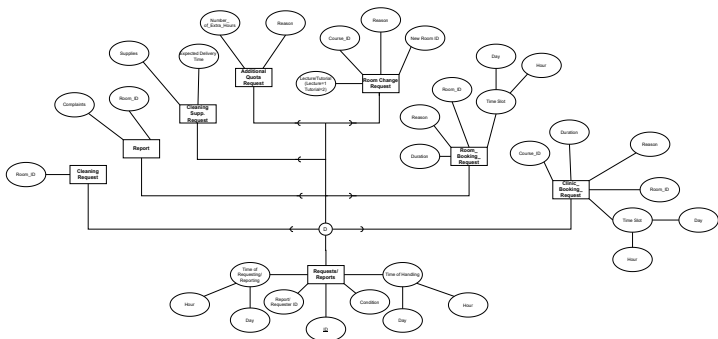 Number_
of_Extra_Hours
Reason
Reason
Course_ID
New Room ID
Supplies
Expected Delivery
Time
Additional
Quota
Request
Lecture/Tutorial
(Lecture=1
Tutorial=2)
Room Change
Request
Day
Hour
Room_ID
Time Slot
Complaints
Room_ID
Cleaning
Supp.
Request
Reason
Report
Duration
Room_
Booking_
Request
Duration
Reason
Course_ID
Room_ID
Cleaning
Request
Clinic_
Booking_
Request
Room_ID
Time Slot
Day
Hour
D
Time of
Requesting/
Reporting
Requests/
Reports
Time of Handling
Hour
Report/
Requester ID
Condition
Hour
Day
ID
Day